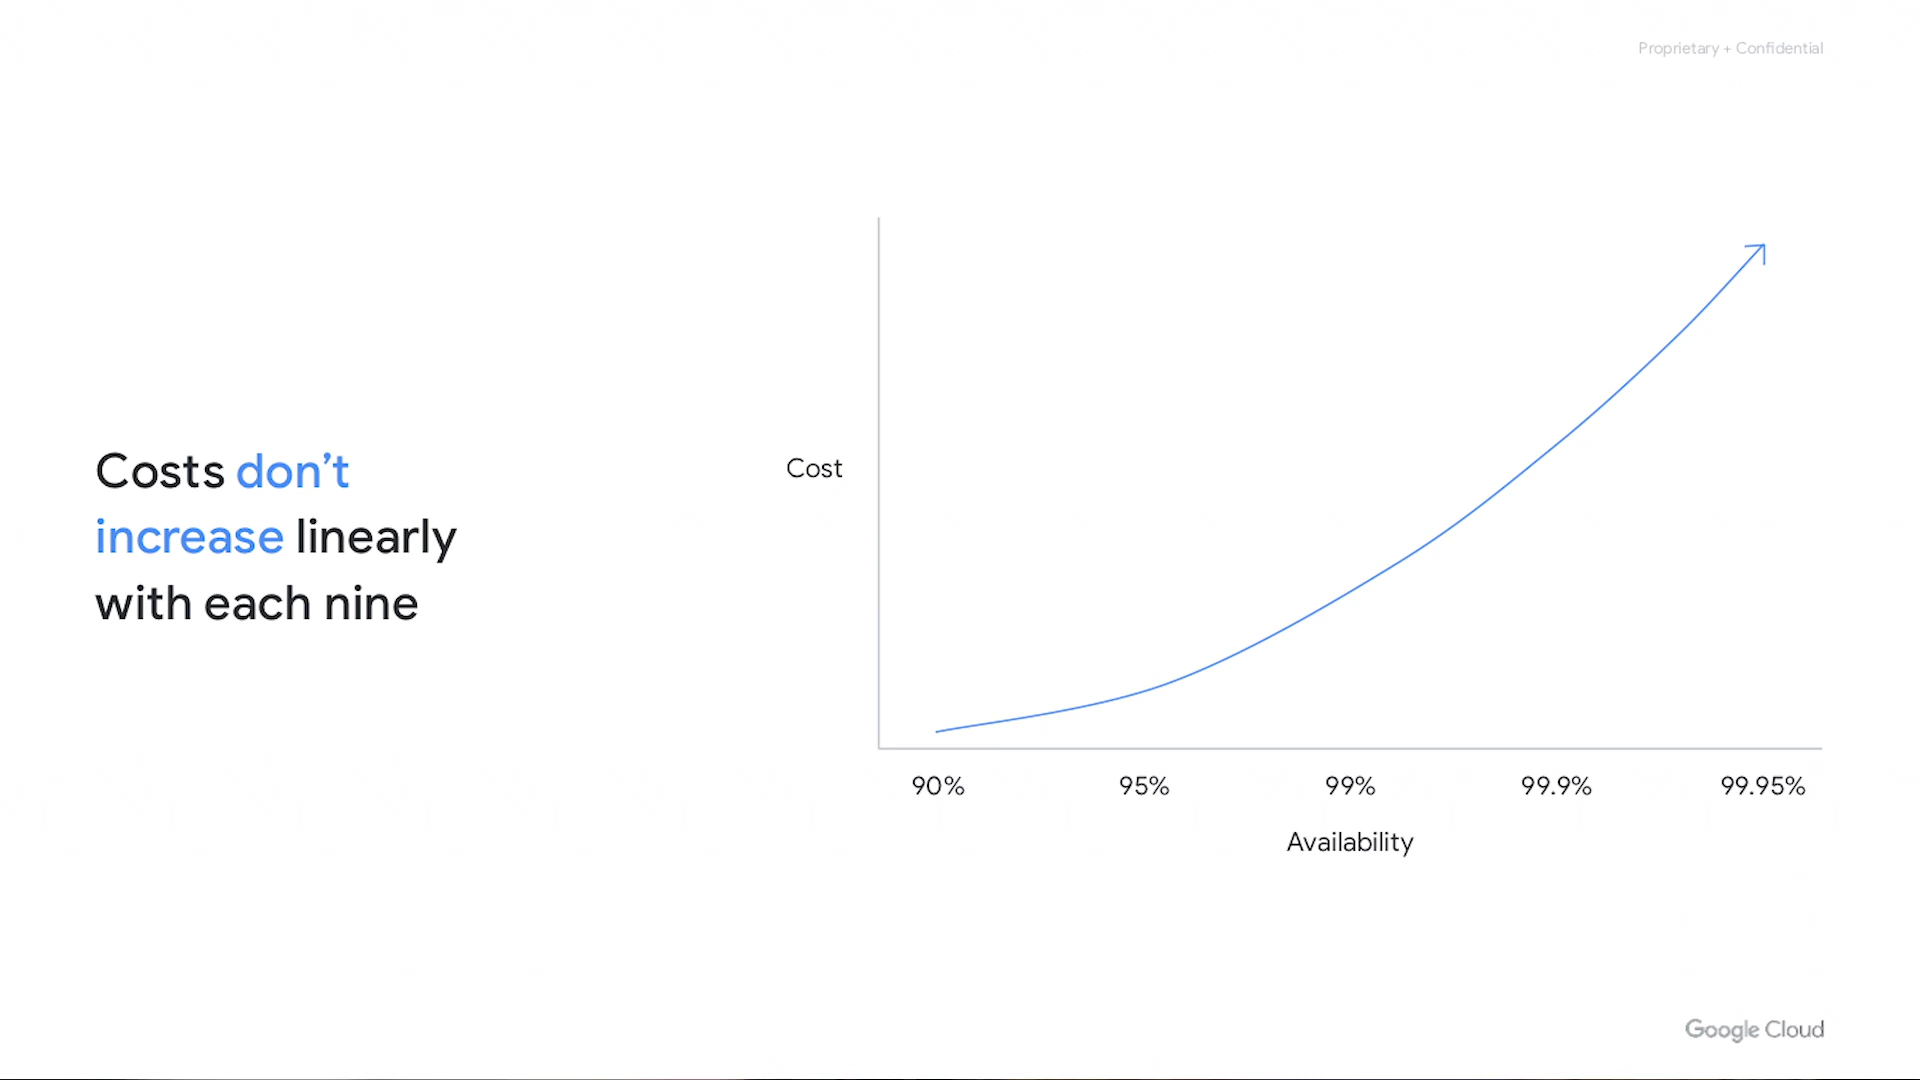 Proprietary + Confidential
Costs don’t
increase linearly
with each nine
Cost
90% 95% 99% 99.9% 99.95%
Availability
Google Cloud